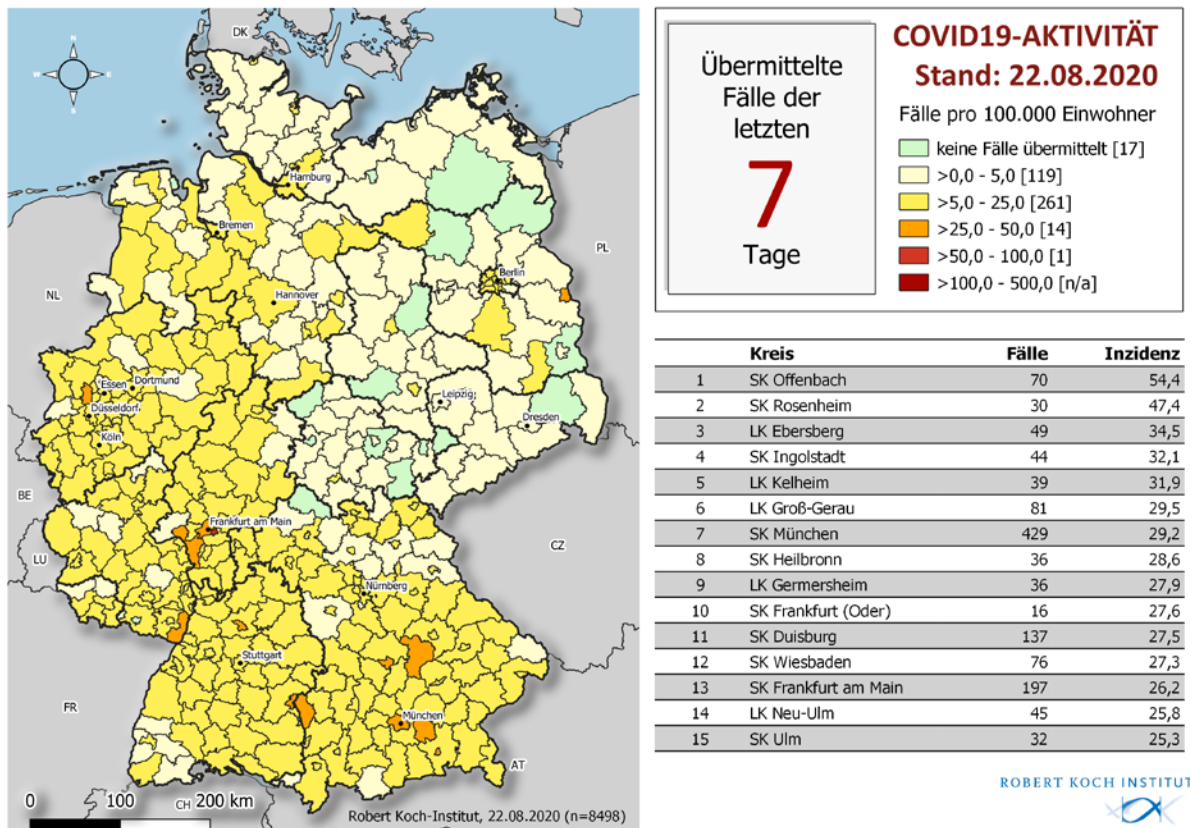 DK
N
W
E
S
Hamburg
Bremen
PL
Berlin
NL
Hannover
Essen
Dortmund
Düsseldorf
Leipzig
Dresden
Köln
BE
Frankfurt am Main
CZ
LU
Nürnberg
Stuttgart
FR
München
AT
0 100 200 km
CH
Robert Koch-Institut, 22.08.2020 (n=8498)
Übermittelte
Fälle der
letzten
7
Tage
COVID19-AKTIVITÄT
Stand: 22.08.2020
Fälle pro 100.000 Einwohner
keine Fälle übermittelt [17]
>0,0 - 5,0 [119]
>5,0 - 25,0 [261]
>25,0 - 50,0 [14]
>50,0 - 100,0 [1]
>100,0 - 500,0 [n/a]
Kreis Fälle Inzidenz
1 SK Offenbach 70 54,4
2 SK Rosenheim 30 47,4
3 LK Ebersberg 49 34,5
4 SK Ingolstadt 44 32,1
5 LK Kelheim 39 31,9
6 LK Groß-Gerau 81 29,5
7 SK München 429 29,2
8 SK Heilbronn 36 28,6
9 LK Germersheim 36 27,9
10 SK Frankfurt (Oder) 16 27,6
11 SK Duisburg 137 27,5
12 SK Wiesbaden 76 27,3
13 SK Frankfurt am Main 197 26,2
14 LK Neu-Ulm 45 25,8
15 SK Ulm 32 25,3
ROBERT KOCH INSTITUT